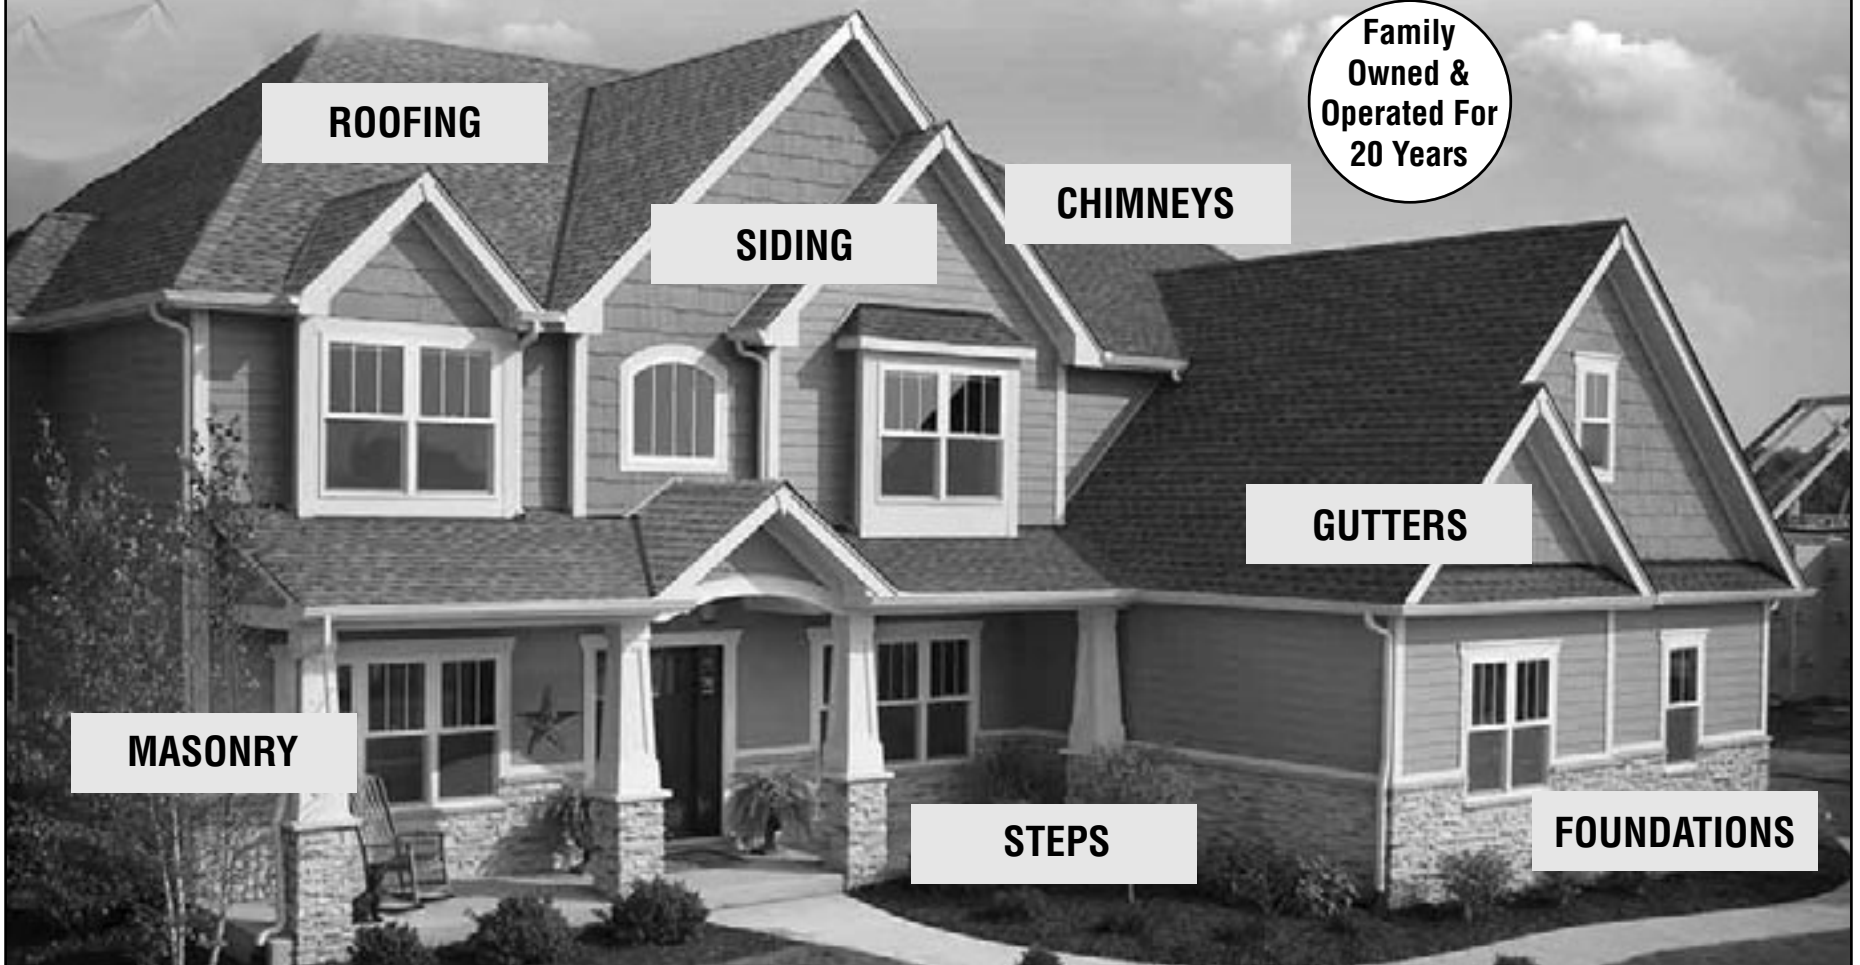 Family
Owned &
Operated For
20 Years
ROOFING
CHIMNEYS
SIDING
GUTTERS
MASONRY
STEPS
FOUNDATIONS